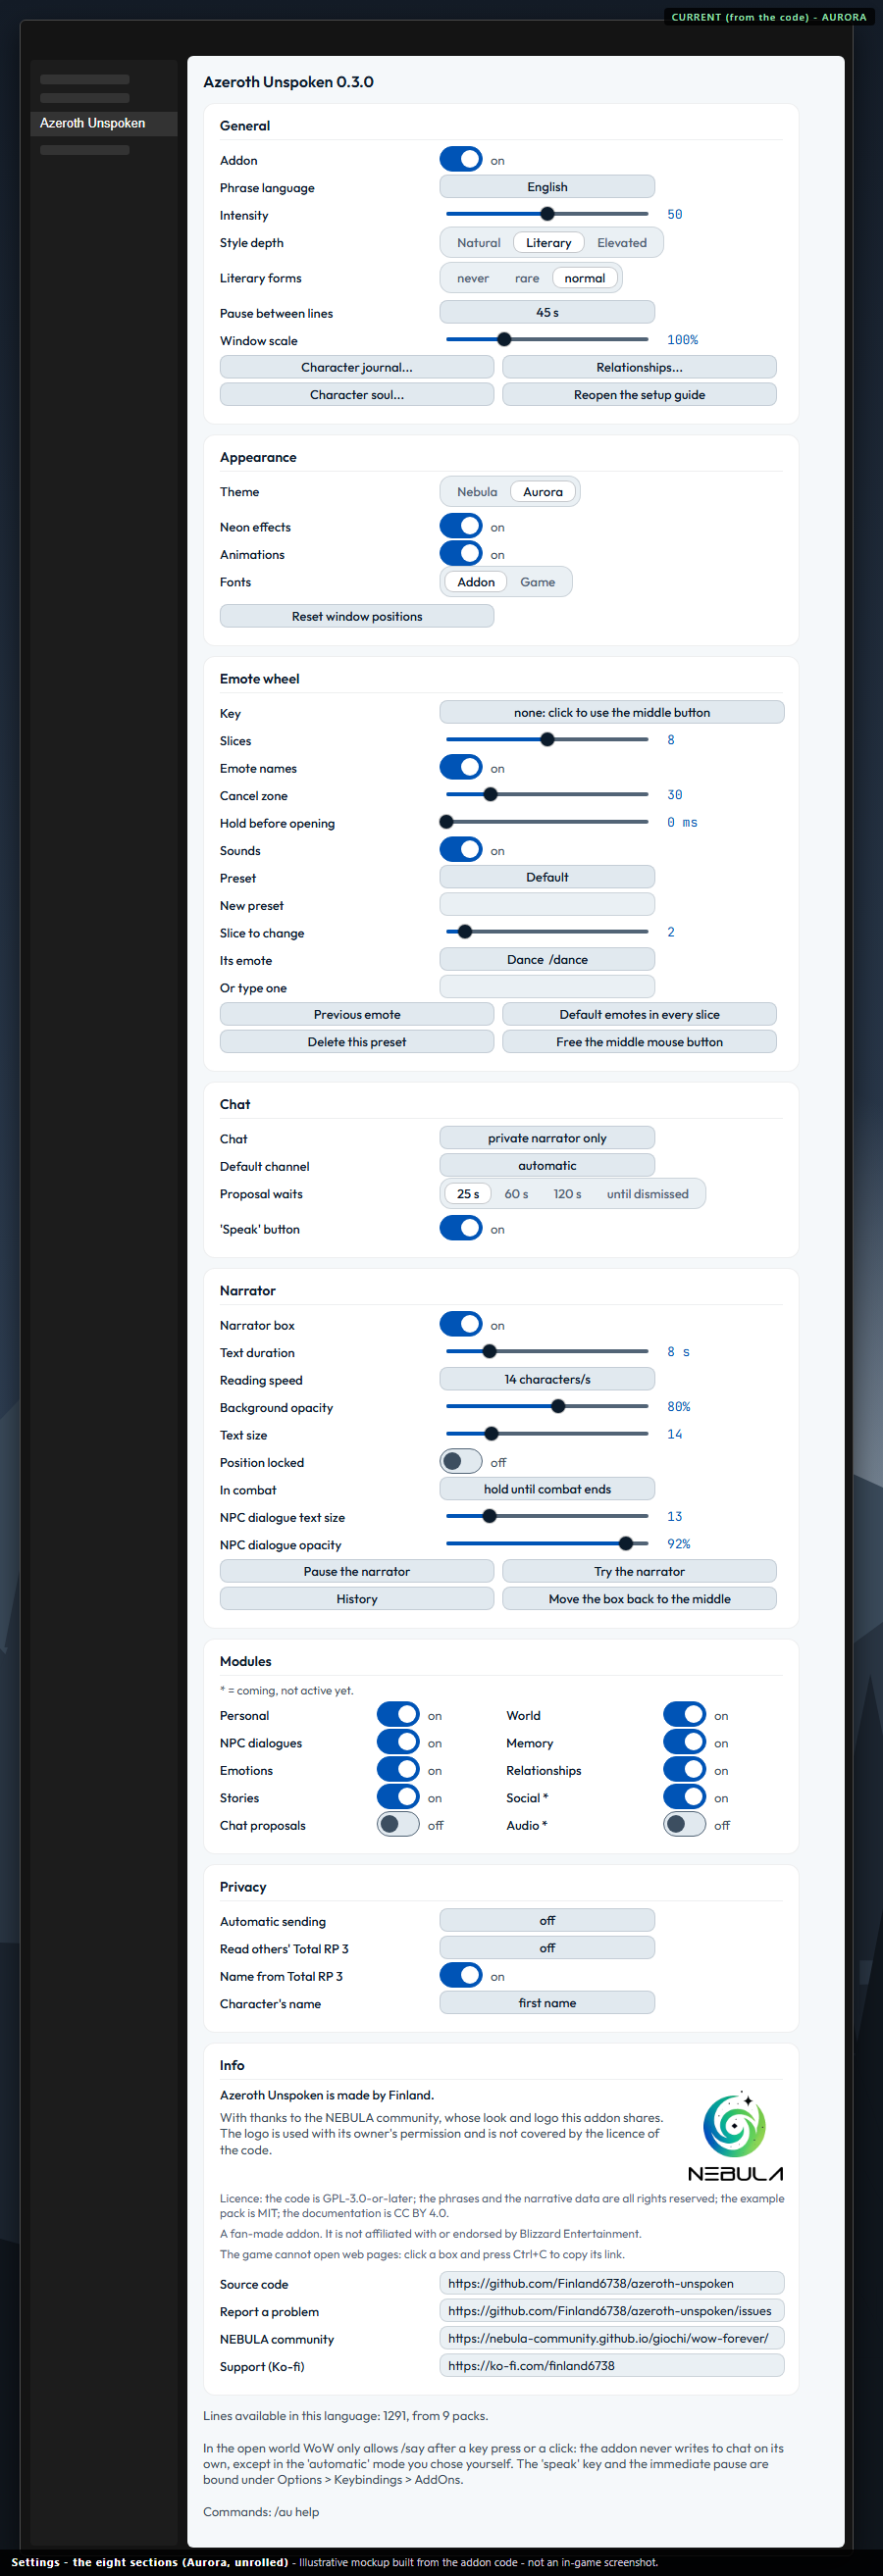 CURRENT (from the code) - AURORA
Azeroth Unspoken
Azeroth Unspoken 0.3.0
General
Addon on
Phrase language English
Intensity 50
Style depth Natural Literary Elevated
Literary forms never rare normal
Pause between lines 45 s
Window scale 100%
Character journal... Relationships...
Character soul... Reopen the setup guide
Appearance
Theme Nebula Aurora
Neon effects on
Animations on
Fonts Addon Game
Reset window positions
Emote wheel
Key none: click to use the middle button
Slices 8
Emote names on
Cancel zone 30
Hold before opening 0 ms
Sounds on
Preset Default
New preset
Slice to change 2
Its emote Dance /dance
Or type one
Previous emote Default emotes in every slice
Delete this preset Free the middle mouse button
Chat
Chat private narrator only
Default channel automatic
Proposal waits 25 s 60 s 120 s until dismissed
'Speak' button on
Narrator
Narrator box on
Text duration 8 s
Reading speed 14 characters/s
Background opacity 80%
Text size 14
Position locked off
In combat hold until combat ends
NPC dialogue text size 13
NPC dialogue opacity 92%
Pause the narrator Try the narrator
History Move the box back to the middle
Modules
* = coming, not active yet.
Personal on World on
NPC dialogues on Memory on
Emotions on Relationships on
Stories on Social * on
Chat proposals off Audio * off
Privacy
Automatic sending off
Read others' Total RP 3 off
Name from Total RP 3 on
Character's name first name
Info
Azeroth Unspoken is made by Finland.
With thanks to the NEBULA community, whose look and logo this addon shares.
The logo is used with its owner's permission and is not covered by the licence of
the code.
NEBULA
Licence: the code is GPL-3.0-or-later; the phrases and the narrative data are all rights reserved; the example
pack is MIT; the documentation is CC BY 4.0.
A fan-made addon. It is not affiliated with or endorsed by Blizzard Entertainment.
The game cannot open web pages: click a box and press Ctrl+C to copy its link.
Source code https://github.com/Finland6738/azeroth-unspoken
Report a problem https://github.com/Finland6738/azeroth-unspoken/issues
NEBULA community https://nebula-community.github.io/giochi/wow-forever/
Support (Ko-fi) https://ko-fi.com/finland6738
Lines available in this language: 1291, from 9 packs.
In the open world WoW only allows /say after a key press or a click: the addon never writes to chat on its
own, except in the 'automatic' mode you chose yourself. The 'speak' key and the immediate pause are
bound under Options > Keybindings > AddOns.
Commands: /au help
Settings - the eight sections (Aurora, unrolled) - Illustrative mockup built from the addon code - not an in-game screenshot.